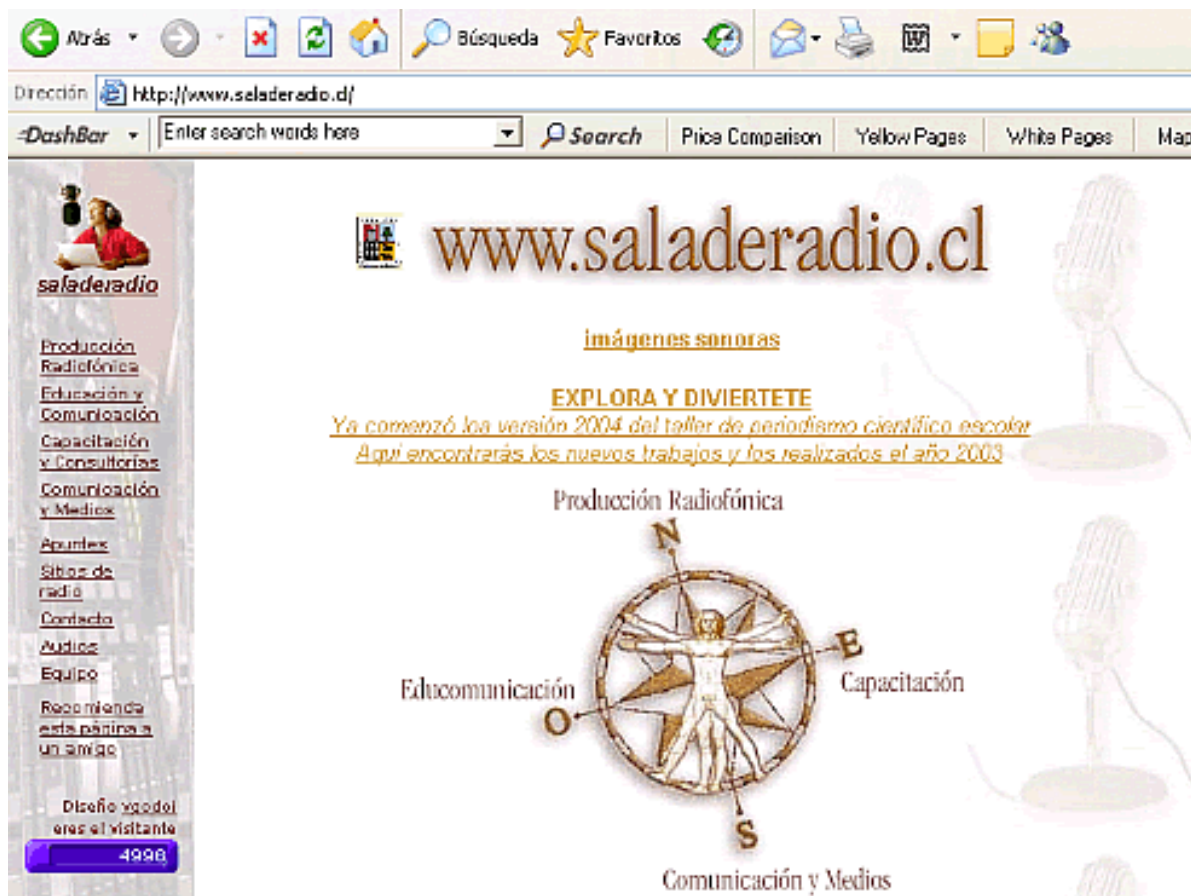 Atrás
Búsqueda
Favoritos
Dirección http://www.saladeradio.cl/
DashBar
Enter search words here
Search
Price Comparison
Yellow Pages
White Pages
Map
saladeradio
Producción
Radiofónica
Educación y
Comunicación
Capacitación
y Consultorías
Comunicación
y Medios
Apuntes
Sitios de
radio
Contacto
Audios
Equipo
Recomienda
esta página a
un amigo
Diseño vgodoi
eres el visitante
4998
www.saladeradio.cl
imágenes sonoras
EXPLORA Y DIVIERTETE
Ya comenzó loa versión 2004 del taller de periodismo científico escolar
Aquí encontrarás los nuevos trabajos y los realizados el año 2003
Producción Radiofónica
N
E
Capacitación
Educomunicación
O
S
Comunicación y Medios